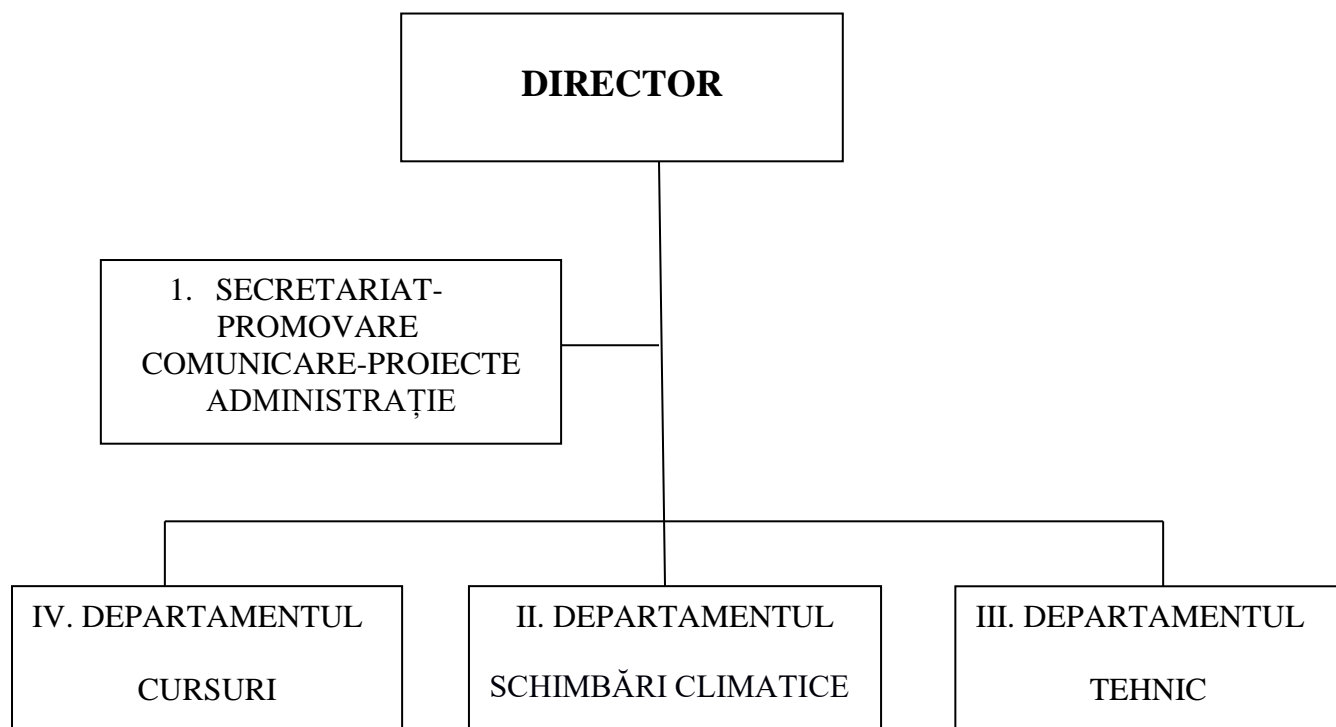 DIRECTOR
1. SECRETARIAT-
PROMOVARE
COMUNICARE-PROIECTE
ADMINISTRAȚIE
IV. DEPARTAMENTUL
CURSURI
II. DEPARTAMENTUL
SCHIMBĂRI CLIMATICE
III. DEPARTAMENTUL
TEHNIC